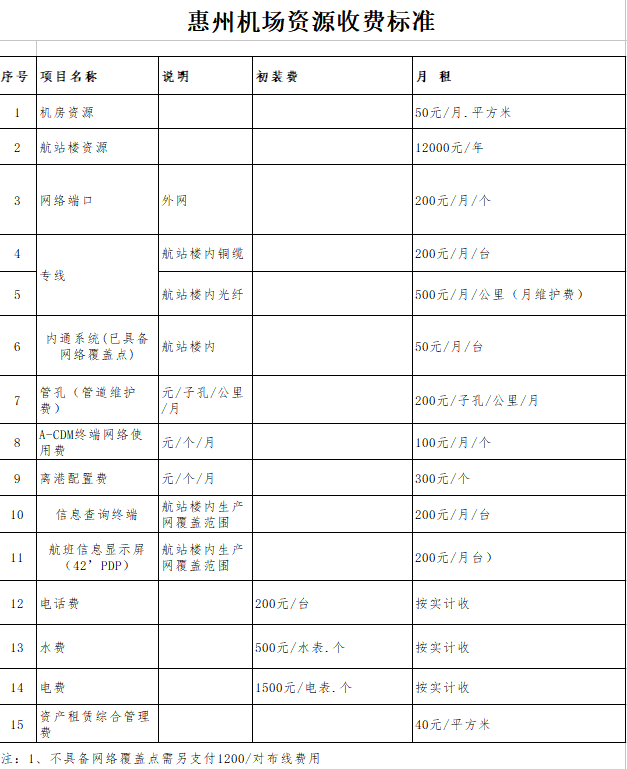 惠州机场资源收费标准
序号 项目名称 说明 初装费 月 租
1 机房资源 50元/月.平方米
2 航站楼资源 12000元/年
3 网络端口 外网 200元/月/个
4 专线 航站楼内铜缆 200元/月/台
5 航站楼内光纤 500元/月/公里（月维护费）
6 内通系统(已具备
网络覆盖点) 航站楼内 50元/月/台
7 管孔（管道维护
费） 元/子孔/公里
/月 200元/子孔/公里/月
8 A-CDM终端网络使
用费 元/个/月 100元/月/个
9 离港配置费 元/个/月 300元/个
10 信息查询终端 航站楼内生产
网覆盖范围 200元/月/台
11 航班信息显示屏
（42’PDP） 航站楼内生产
网覆盖范围 200元/月台）
12 电话费 200元/台 按实计收
13 水费 500元/水表.个 按实计收
14 电费 1500元/电表.个 按实计收
15 资产租赁综合管理
费 40元/平方米
注：1、不具备网络覆盖点需另支付1200/对布线费用